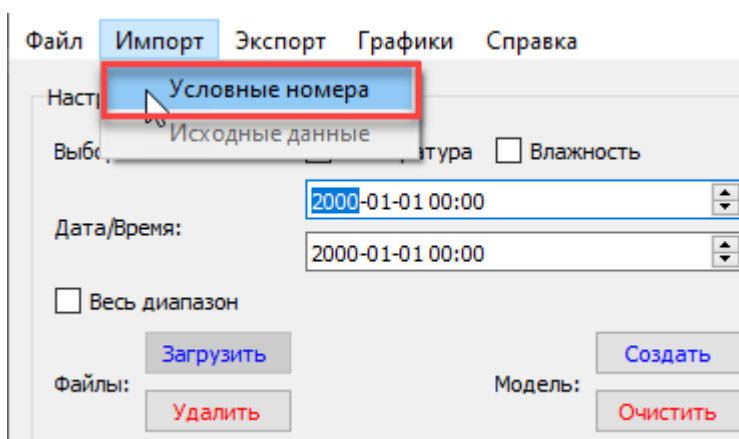 Файл Импорт Экспорт Графики Справка
Условные номера
Исходные данные
Влажность
2000-01-01 00:00
Дата/Время:
2000-01-01 00:00
Весь диапазон
Загрузить Создать
Файлы: Модель:
Удалить Очистить